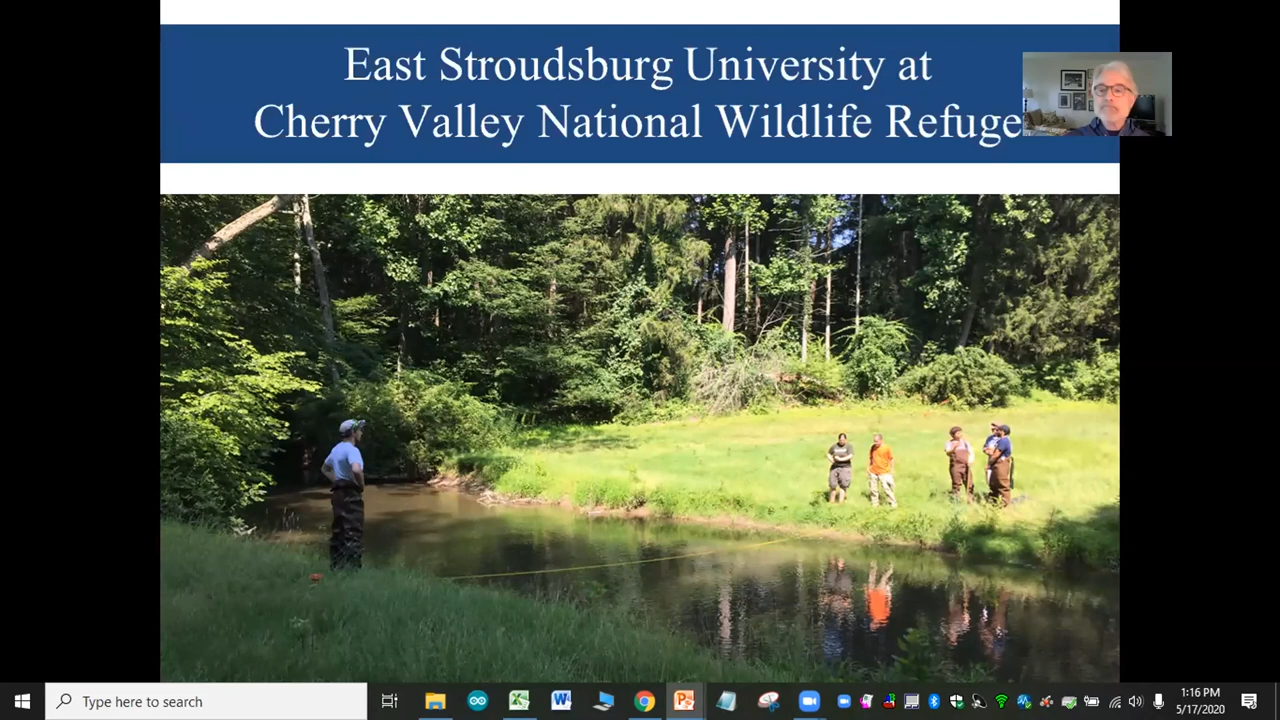 East Stroudsburg University at
Cherry Valley National Wildlife Refuge
Type here to search
1:16 PM
5/17/2020